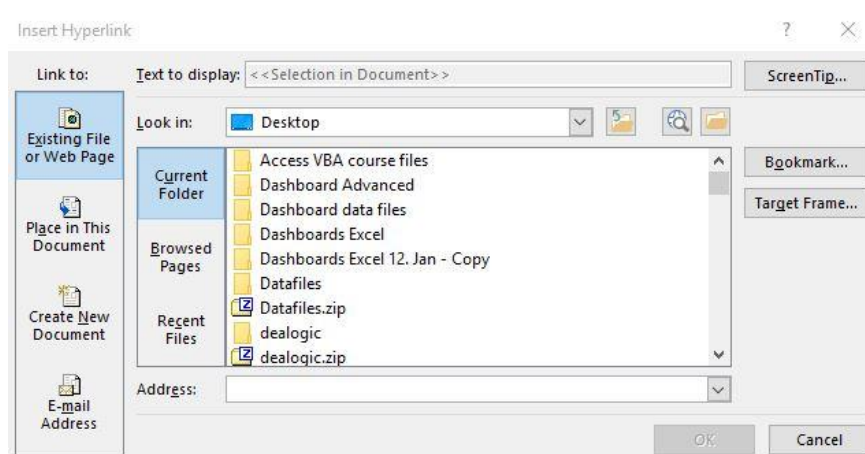 Insert Hyperlink
?
Link to:
Text to display: <<Selection in Document>>
ScreenTip...
Existing File
or Web Page
Look in:
Desktop
Current
Folder
Access VBA course files
Dashboard Advanced
Dashboard data files
Dashboards Excel
Dashboards Excel 12. Jan - Copy
Datafiles
Datafiles.zip
dealogic
dealogic.zip
Bookmark...
Target Frame...
Place in This
Document
Browsed
Pages
Create New
Document
Recent
Files
E-mail
Address
Address:
OK
Cancel